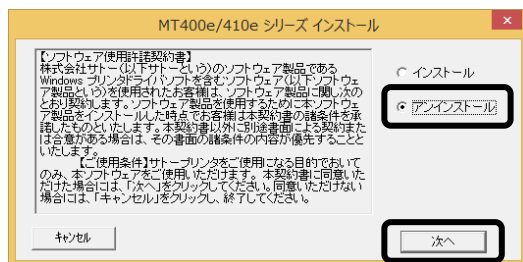 MT400e/410e シリーズ インストール
×
【ソフトウェア使用許諾契約書】
株式会社サトー（以下サトーという）のソフトウェア製品である
Windows プリンタドライバソフトを含むソフトウェア（以下ソフトウェ
ア製品という）を使用されたお客様は、ソフトウェア製品に関し次の
とおり契約します。ソフトウェア製品を使用するために本ソフトウェ
ア製品をインストールした時点でお客様は本契約書の諸条件を承
諾したものといたします。本契約書以外に別途書面による契約また
は合意がある場合は、その書面の諸条件の内容が優先することと
いたします。
【ご使用条件】サトープリンタをご使用になる目的でおいて
のみ、本ソフトウェアをご使用いただけます。本契約書に同意いた
だけた場合には、「次へ」をクリックしてください。同意いただけない
場合には、「キャンセル」をクリックし、終了してください。
インストール
アンインストール
キャンセル
次へ